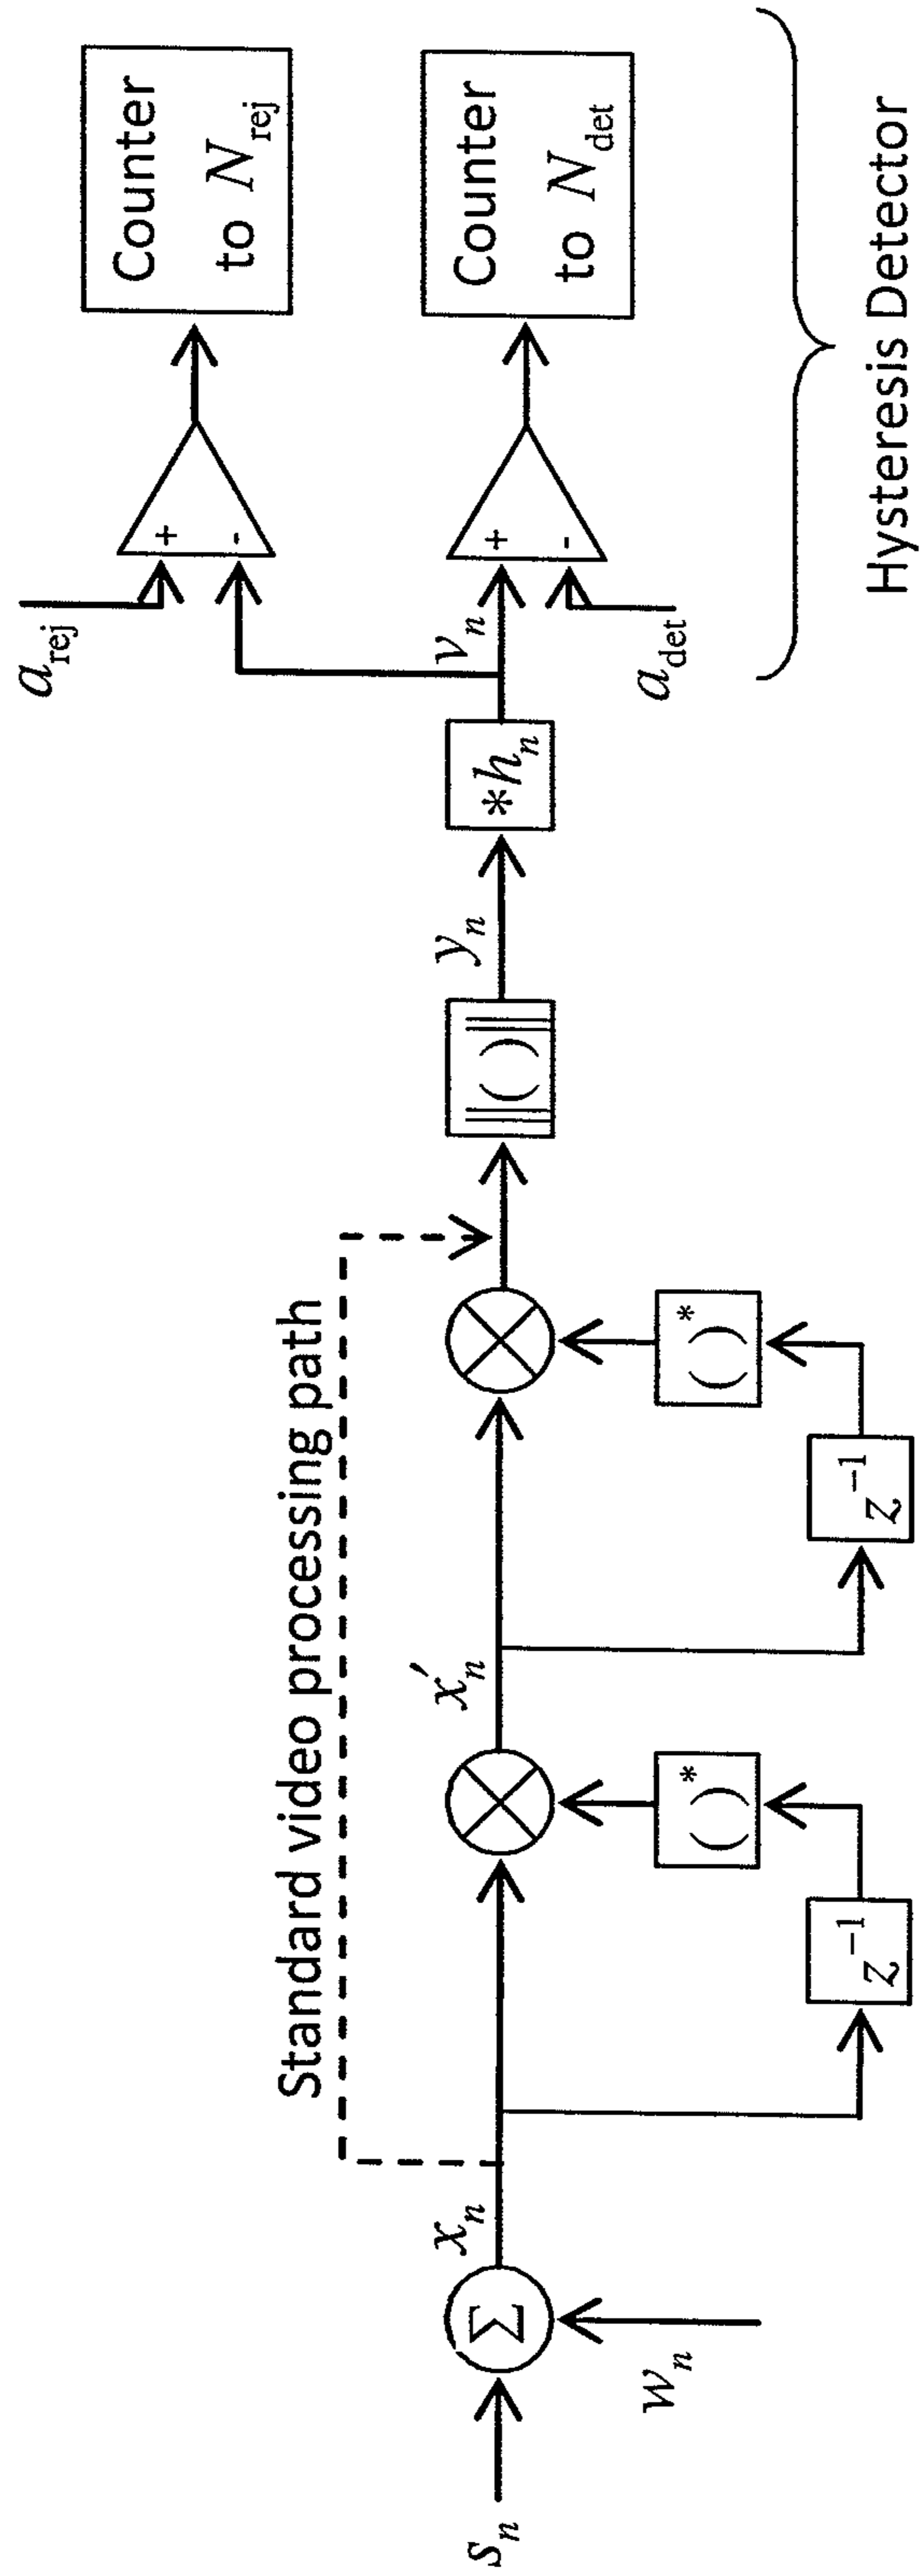 Standard video processing path
s_n
Σ
w_n
x_n
z⁻¹
( )*
x′_n
z⁻¹
( )*
‖( )‖
y_n
*h_n
v_n
a_rej
+
-
Counter
to N_rej
a_det
+
-
Counter
to N_det
Hysteresis Detector